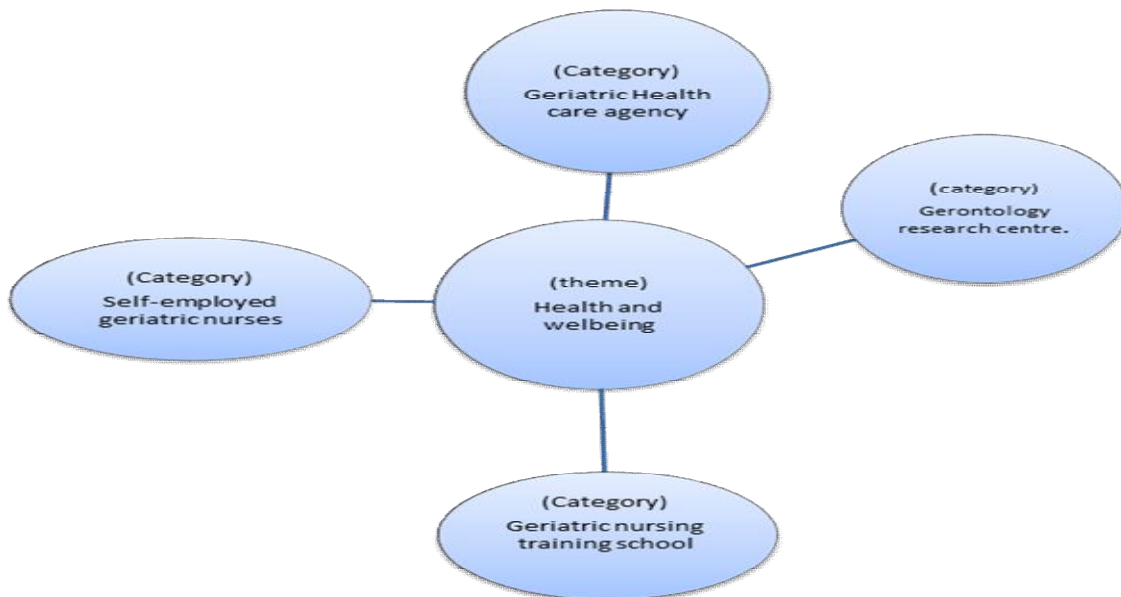 (Category)
Geriatric Health
care agency
(category)
Gerontology
research centre.
(Category)
Self-employed
geriatric nurses
(theme)
Health and
welbeing
(Category)
Geriatric nursing
training school